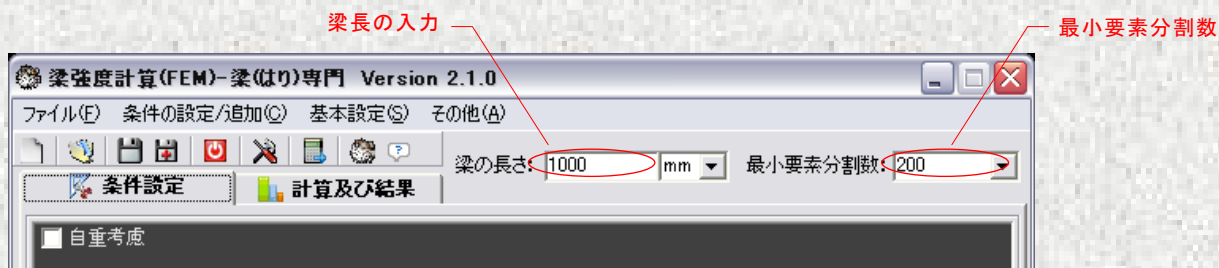 梁長の入力
最小要素分割数
梁強度計算(FEM)-梁(はり)専門 Version 2.1.0
ファイル(F) 条件の設定/追加(C) 基本設定(S) その他(A)
梁の長さ: 1000 mm 最小要素分割数: 200
条件設定 計算及び結果
自重考慮